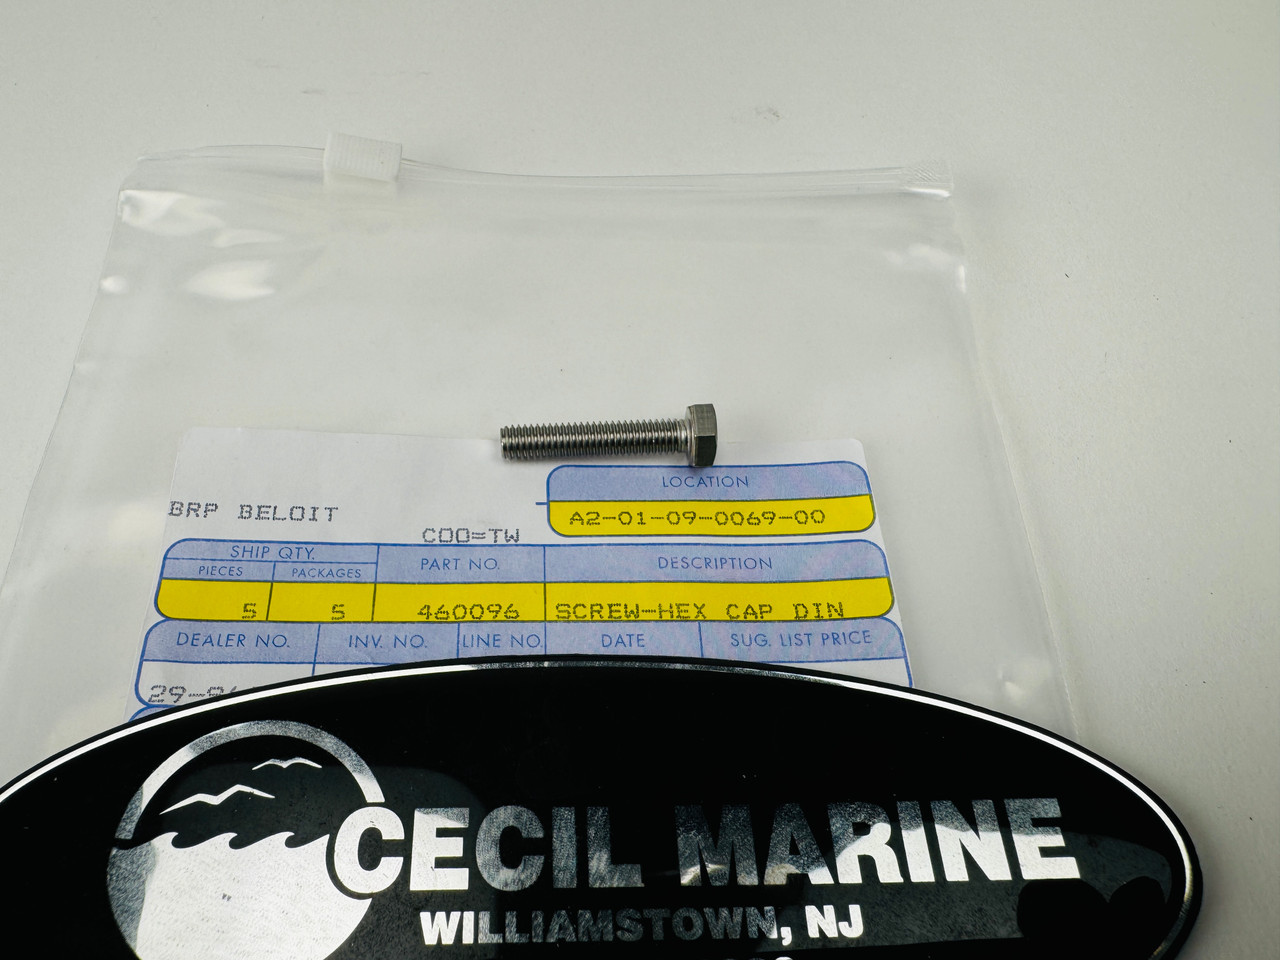 LOCATION
A2-01-09-0069-00
BRP BELOIT
COO=TW
SHIP QTY.
PIECES PACKAGES PART NO. DESCRIPTION
5 5 460096 SCREW-HEX CAP DIN
DEALER NO. INV. NO. LINE NO. DATE SUG. LIST PRICE
CECIL MARINE
WILLIAMSTOWN, NJ